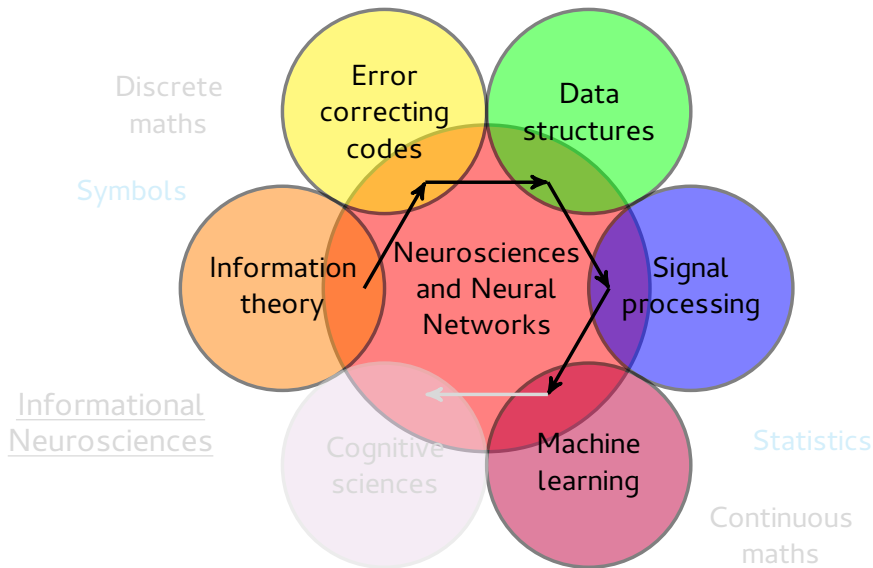 Discrete
maths
Symbols
Error
correcting
codes
Data
structures
Information
theory
Neurosciences
and Neural
Networks
Signal
processing
Informational
Neurosciences
Cognitive
sciences
Machine
learning
Statistics
Continuous
maths